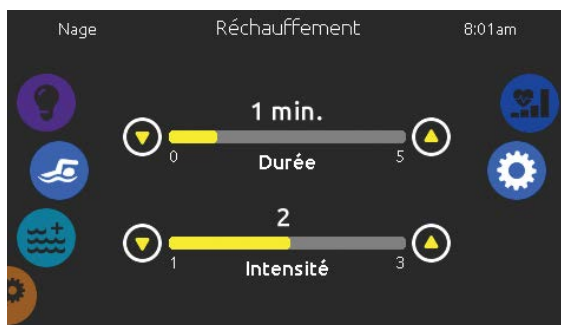 Nage Réchauffement 8:01am
1 min.
0 Durée 5
2
1 Intensité 3